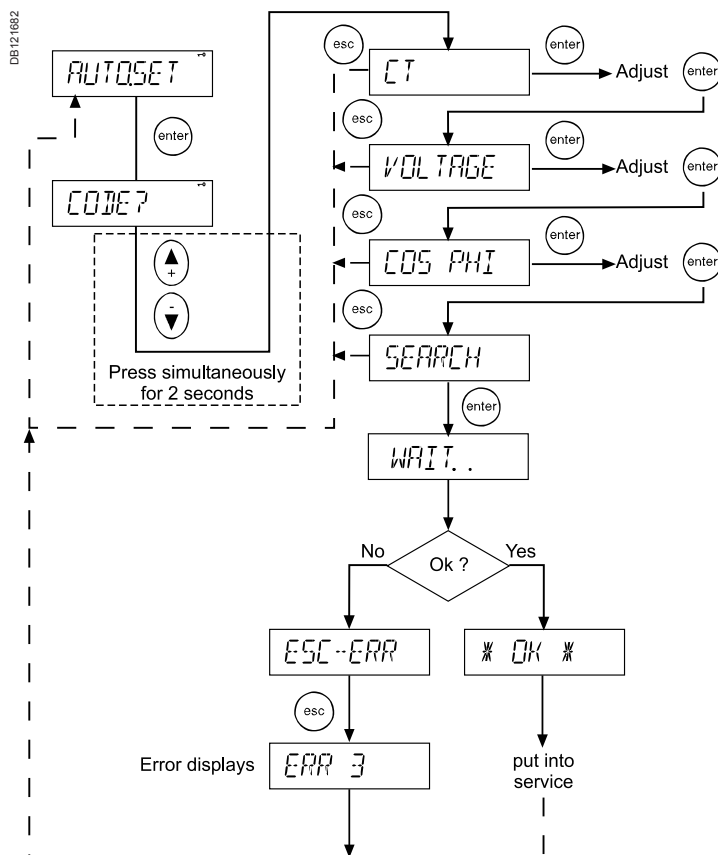 DB121682
AUTO.SET
enter
CODE?
+
-
Press simultaneously
for 2 seconds
esc
CT
enter
Adjust
enter
esc
VOLTAGE
enter
Adjust
enter
esc
COS PHI
enter
Adjust
enter
esc
SEARCH
enter
WAIT..
Ok ?
No
Yes
ESC-ERR
* OK *
esc
Error displays
ERR 3
put into
service